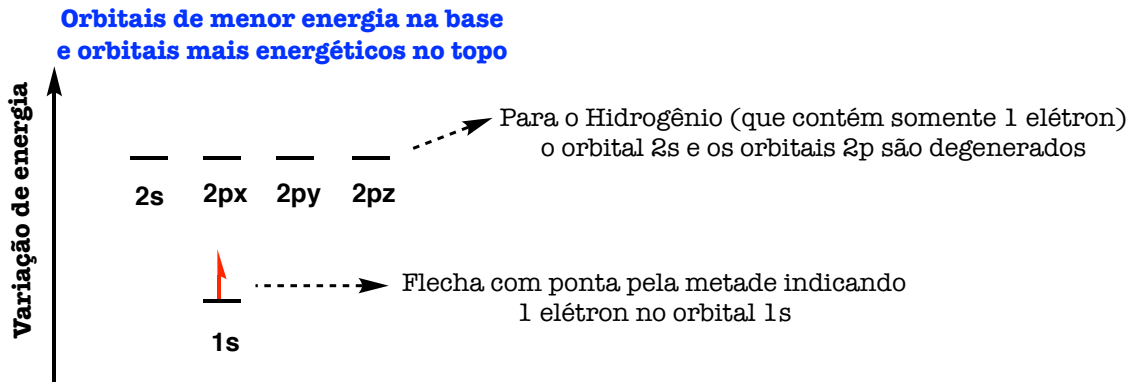 Orbitais de menor energia na base
e orbitais mais energéticos no topo
Variação de energia
Para o Hidrogênio (que contém somente 1 elétron)
o orbital 2s e os orbitais 2p são degenerados
2s 2px 2py 2pz
Flecha com ponta pela metade indicando
1 elétron no orbital 1s
1s